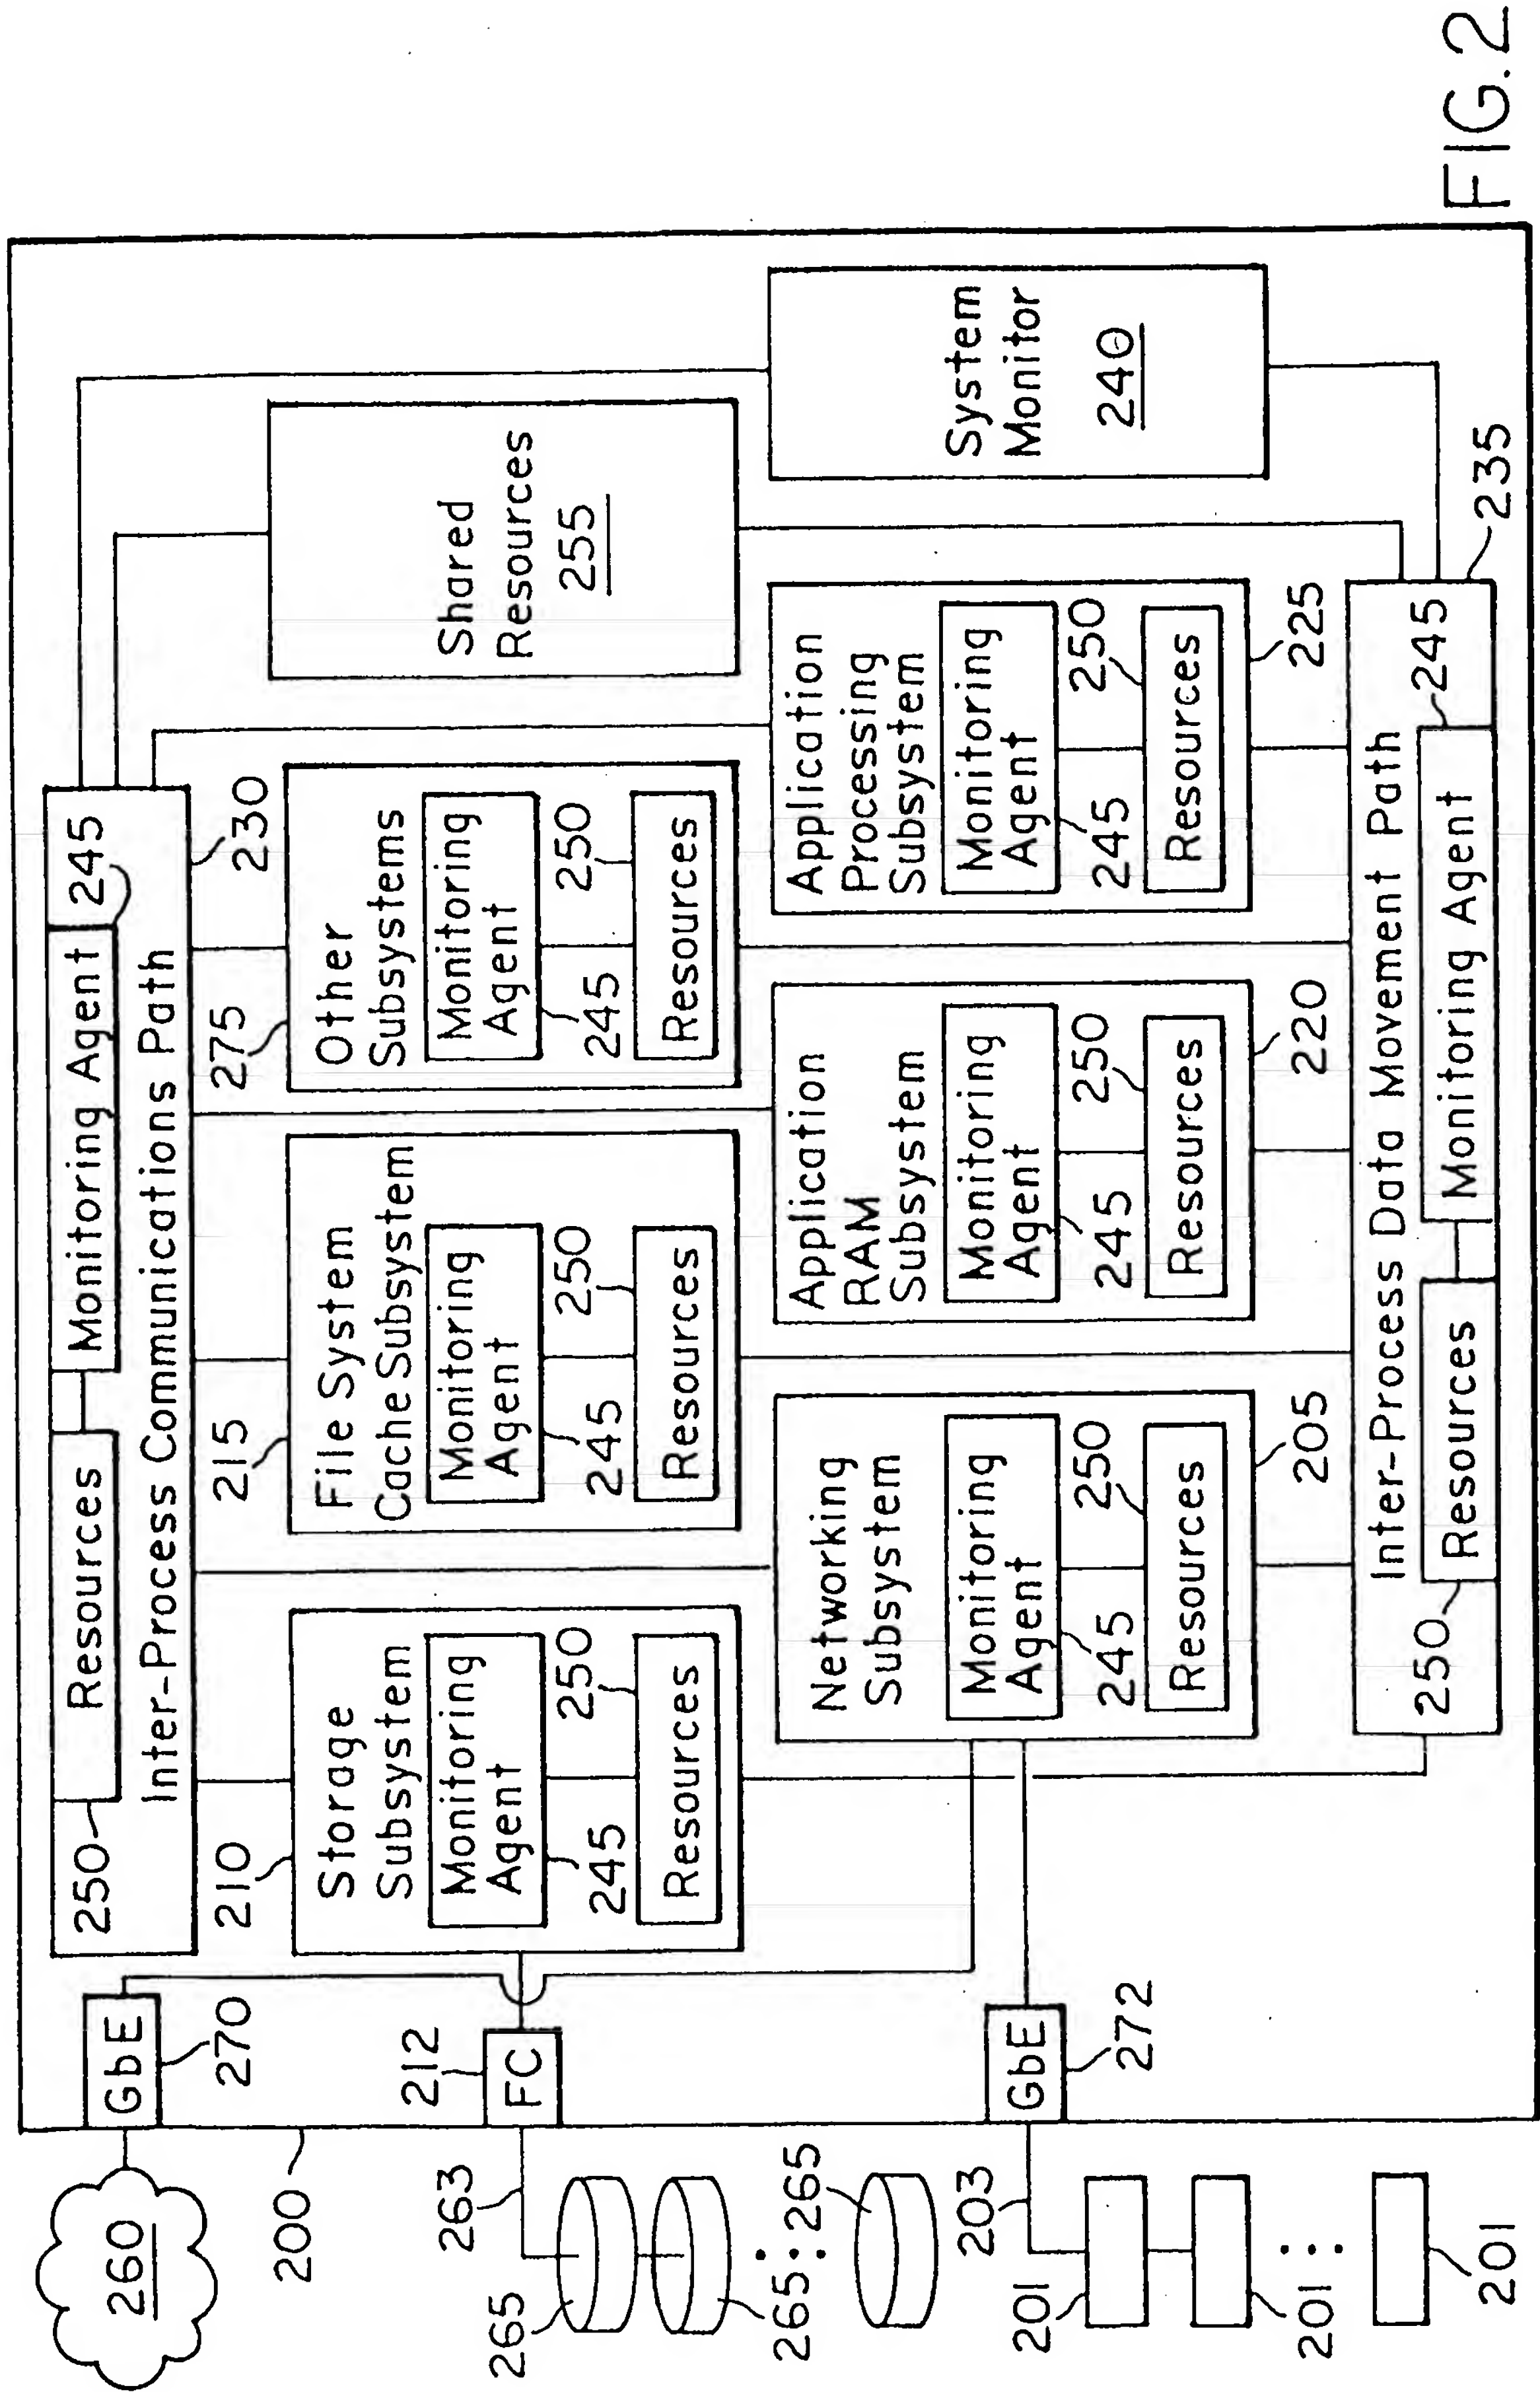 260
200
GbE
270
250
Resources
Monitoring Agent
245
Inter-Process Communications Path
230
263
265
265
265
212
FC
210
Storage
Subsystem
Monitoring
Agent
245
250
Resources
215
File System
Cache Subsystem
Monitoring
Agent
245
250
Resources
275
Other
Subsystems
Monitoring
Agent
245
250
Resources
Shared
Resources
255
203
201
201
201
GbE
272
Networking
Subsystem
Monitoring
Agent
245
250
Resources
205
Application
RAM
Subsystem
Monitoring
Agent
245
250
Resources
220
Application
Processing
Subsystem
Monitoring
Agent
245
250
Resources
225
System
Monitor
240
Inter-Process Data Movement Path
235
250
Resources
Monitoring Agent
245
FIG.2